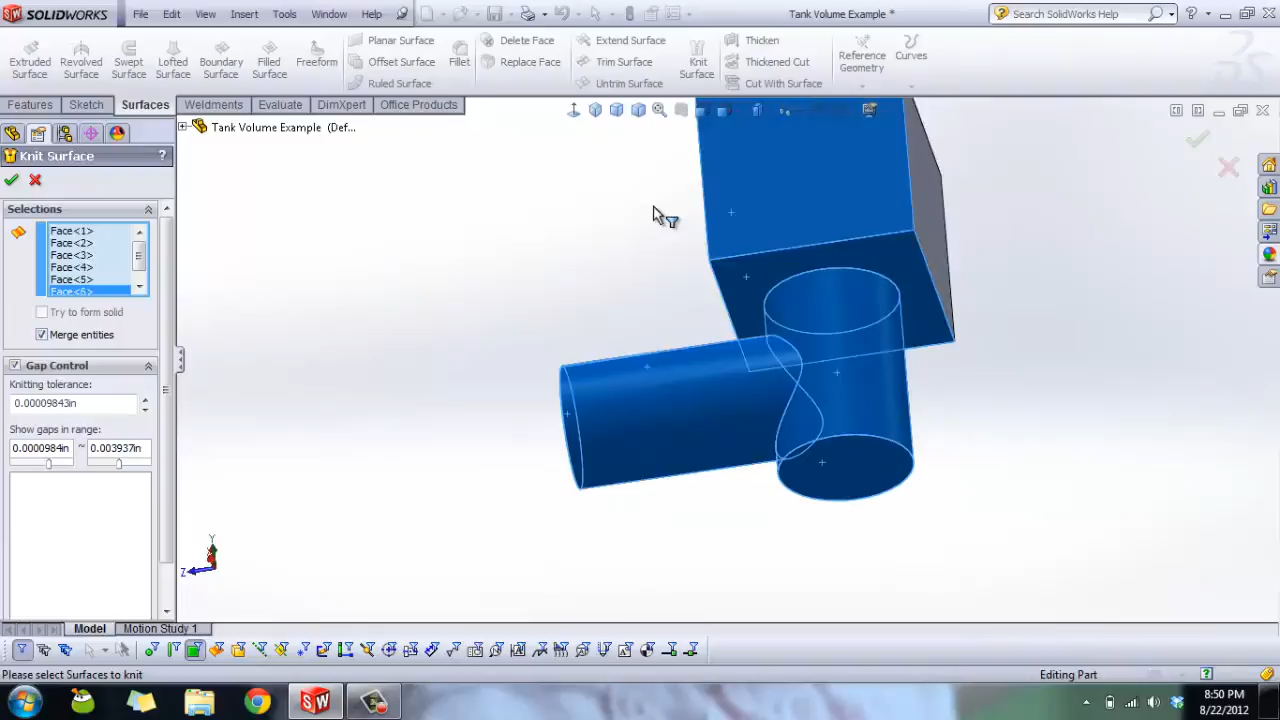 SOLIDWORKS File Edit View Insert Tools Window Help Tank Volume Example * Search SolidWorks Help
Extruded Surface Revolved Surface Swept Surface Lofted Surface Boundary Surface Filled Surface Freeform Planar Surface Offset Surface Ruled Surface Fillet Delete Face Replace Face Extend Surface Trim Surface Untrim Surface Knit Surface Thicken Thickened Cut Cut With Surface Reference Geometry Curves
Features Sketch Surfaces Weldments Evaluate DimXpert Office Products
Tank Volume Example (Def...
Knit Surface ?
Selections
Face<1>
Face<2>
Face<3>
Face<4>
Face<5>
Face<6>
Try to form solid
Merge entities
Gap Control
Knitting tolerance:
0.00009843in
Show gaps in range:
0.0000984in ~ 0.003937in
Y
Z
Model Motion Study 1
Please select Surfaces to knit Editing Part
SW 8:50 PM
8/22/2012